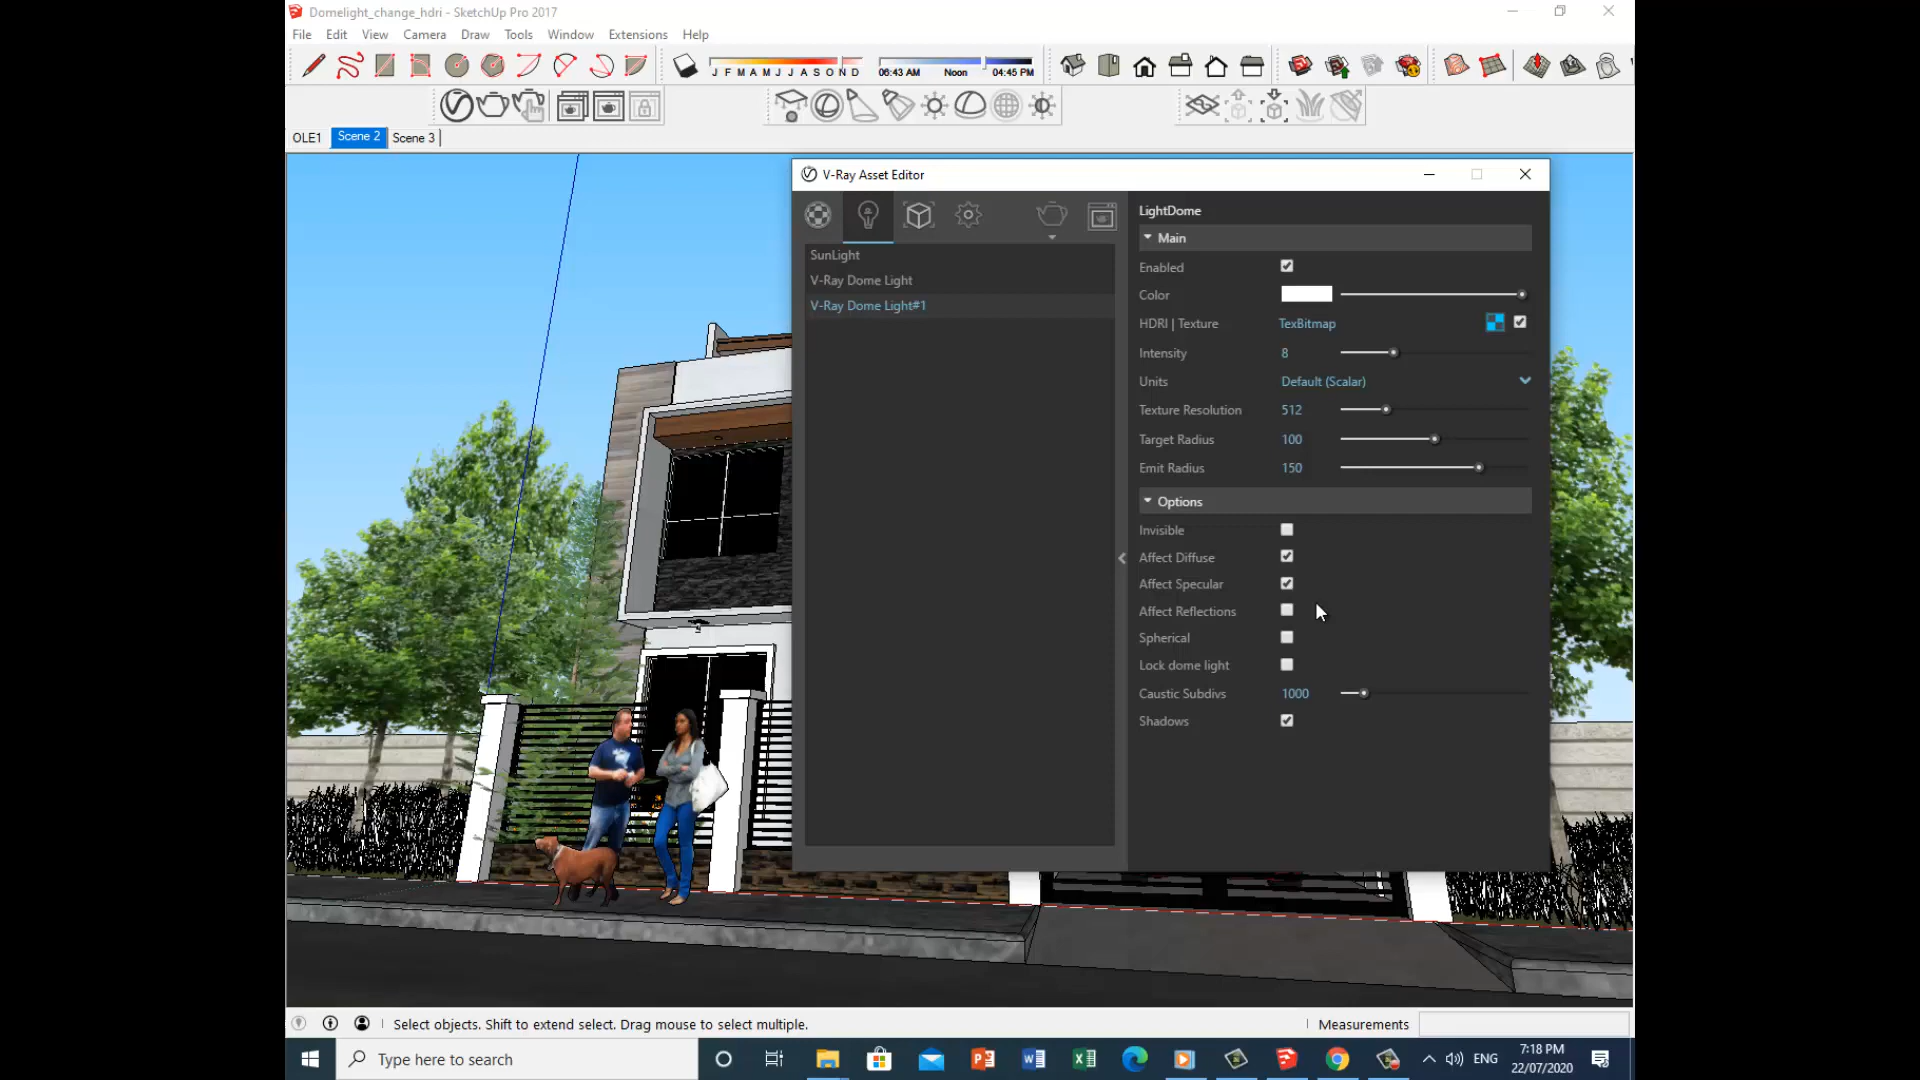 Domelight_change_hdri - SketchUp Pro 2017
File Edit View Camera Draw Tools Window Extensions Help
J F M A M J J A S O N D 06:43 AM Noon 04:45 PM
OLE1 Scene 2 Scene 3
V-Ray Asset Editor
LightDome
Main
SunLight
V-Ray Dome Light
V-Ray Dome Light#1
Enabled
Color
HDRI | Texture TexBitmap
Intensity 8
Units Default (Scalar)
Texture Resolution 512
Target Radius 100
Emit Radius 150
Options
Invisible
Affect Diffuse
Affect Specular
Affect Reflections
Spherical
Lock dome light
Caustic Subdivs 1000
Shadows
Select objects. Shift to extend select. Drag mouse to select multiple. Measurements
Type here to search
ENG
7:18 PM
22/07/2020